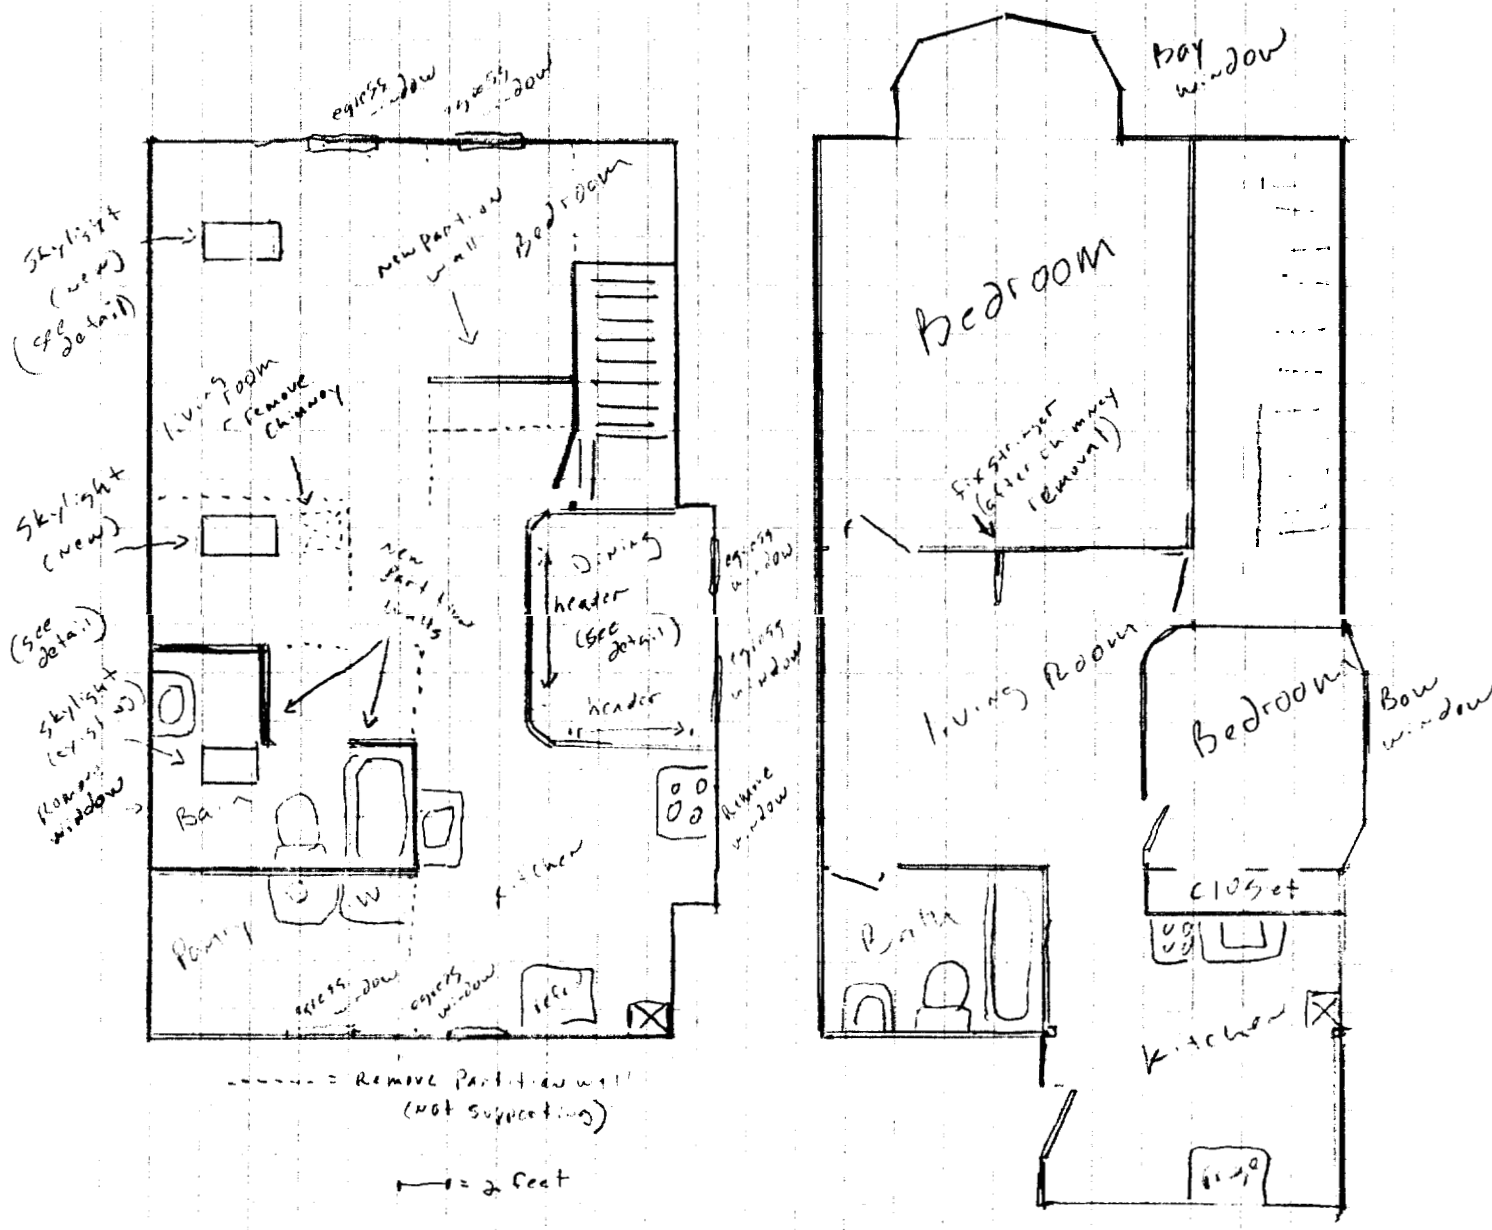 egress
window
egress
window
Bay
window
New Partition
wall
Bedroom
Skylight
(new)
(see
detail)
living
room
remove
chimney
Bedroom
Skylight
(new)
(see
detail)
fix stringer
(after chimney
removal)
New
Partition
walls
Dining
header
(see
detail)
header
egress
window
egress
window
Living Room
Bedroom
Bow
window
Skylight
(existing)
Remove
window
Remove
window
Kitchen
closet
Pantry
D
W
Bath
egress
window
egress
window
refri
Kitchen
= Remove Partition wall
(not supporting)
= 2 feet